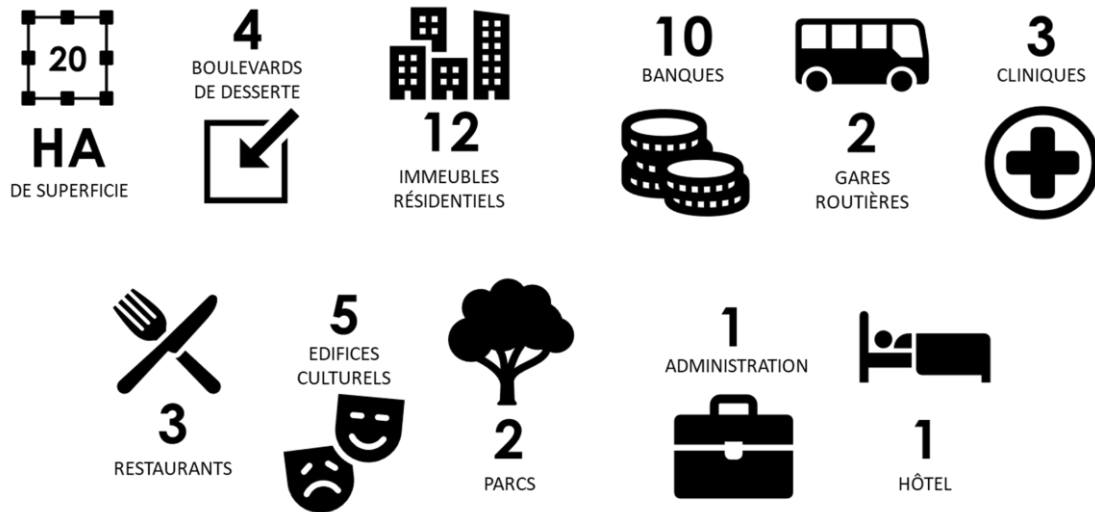 20
HA
DE SUPERFICIE
4
BOULEVARDS
DE DESSERTE
12
IMMEUBLES
RÉSIDENTIELS
10
BANQUES
2
GARES
ROUTIÈRES
3
CLINIQUES
3
RESTAURANTS
5
EDIFICES
CULTURELS
2
PARCS
1
ADMINISTRATION
1
HÔTEL